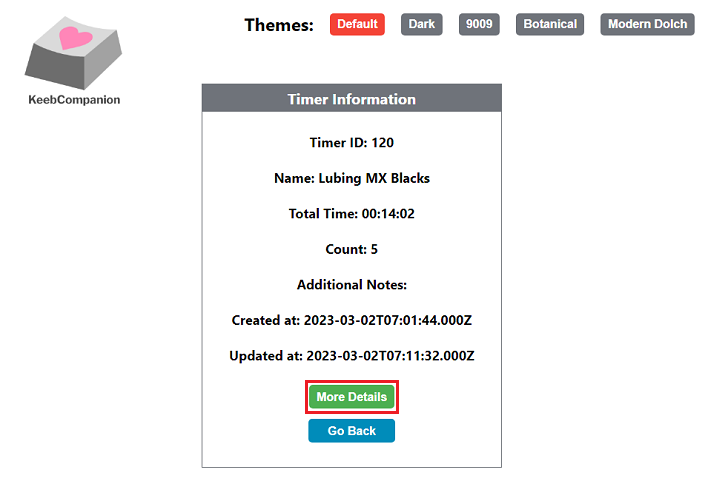 Themes: Default Dark 9009 Botanical Modern Dolch
KeebCompanion
Timer Information
Timer ID: 120
Name: Lubing MX Blacks
Total Time: 00:14:02
Count: 5
Additional Notes:
Created at: 2023-03-02T07:01:44.000Z
Updated at: 2023-03-02T07:11:32.000Z
More Details
Go Back